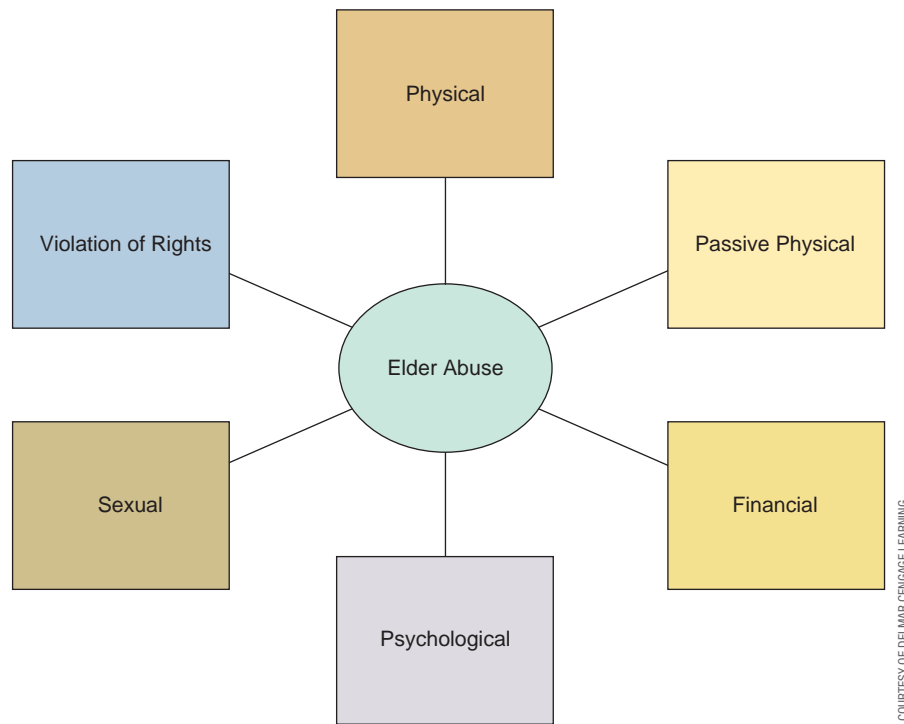 Physical
Violation of Rights
Passive Physical
Elder Abuse
Sexual
Financial
Psychological
COURTESY OF DELMAR CENGAGE LEARNING